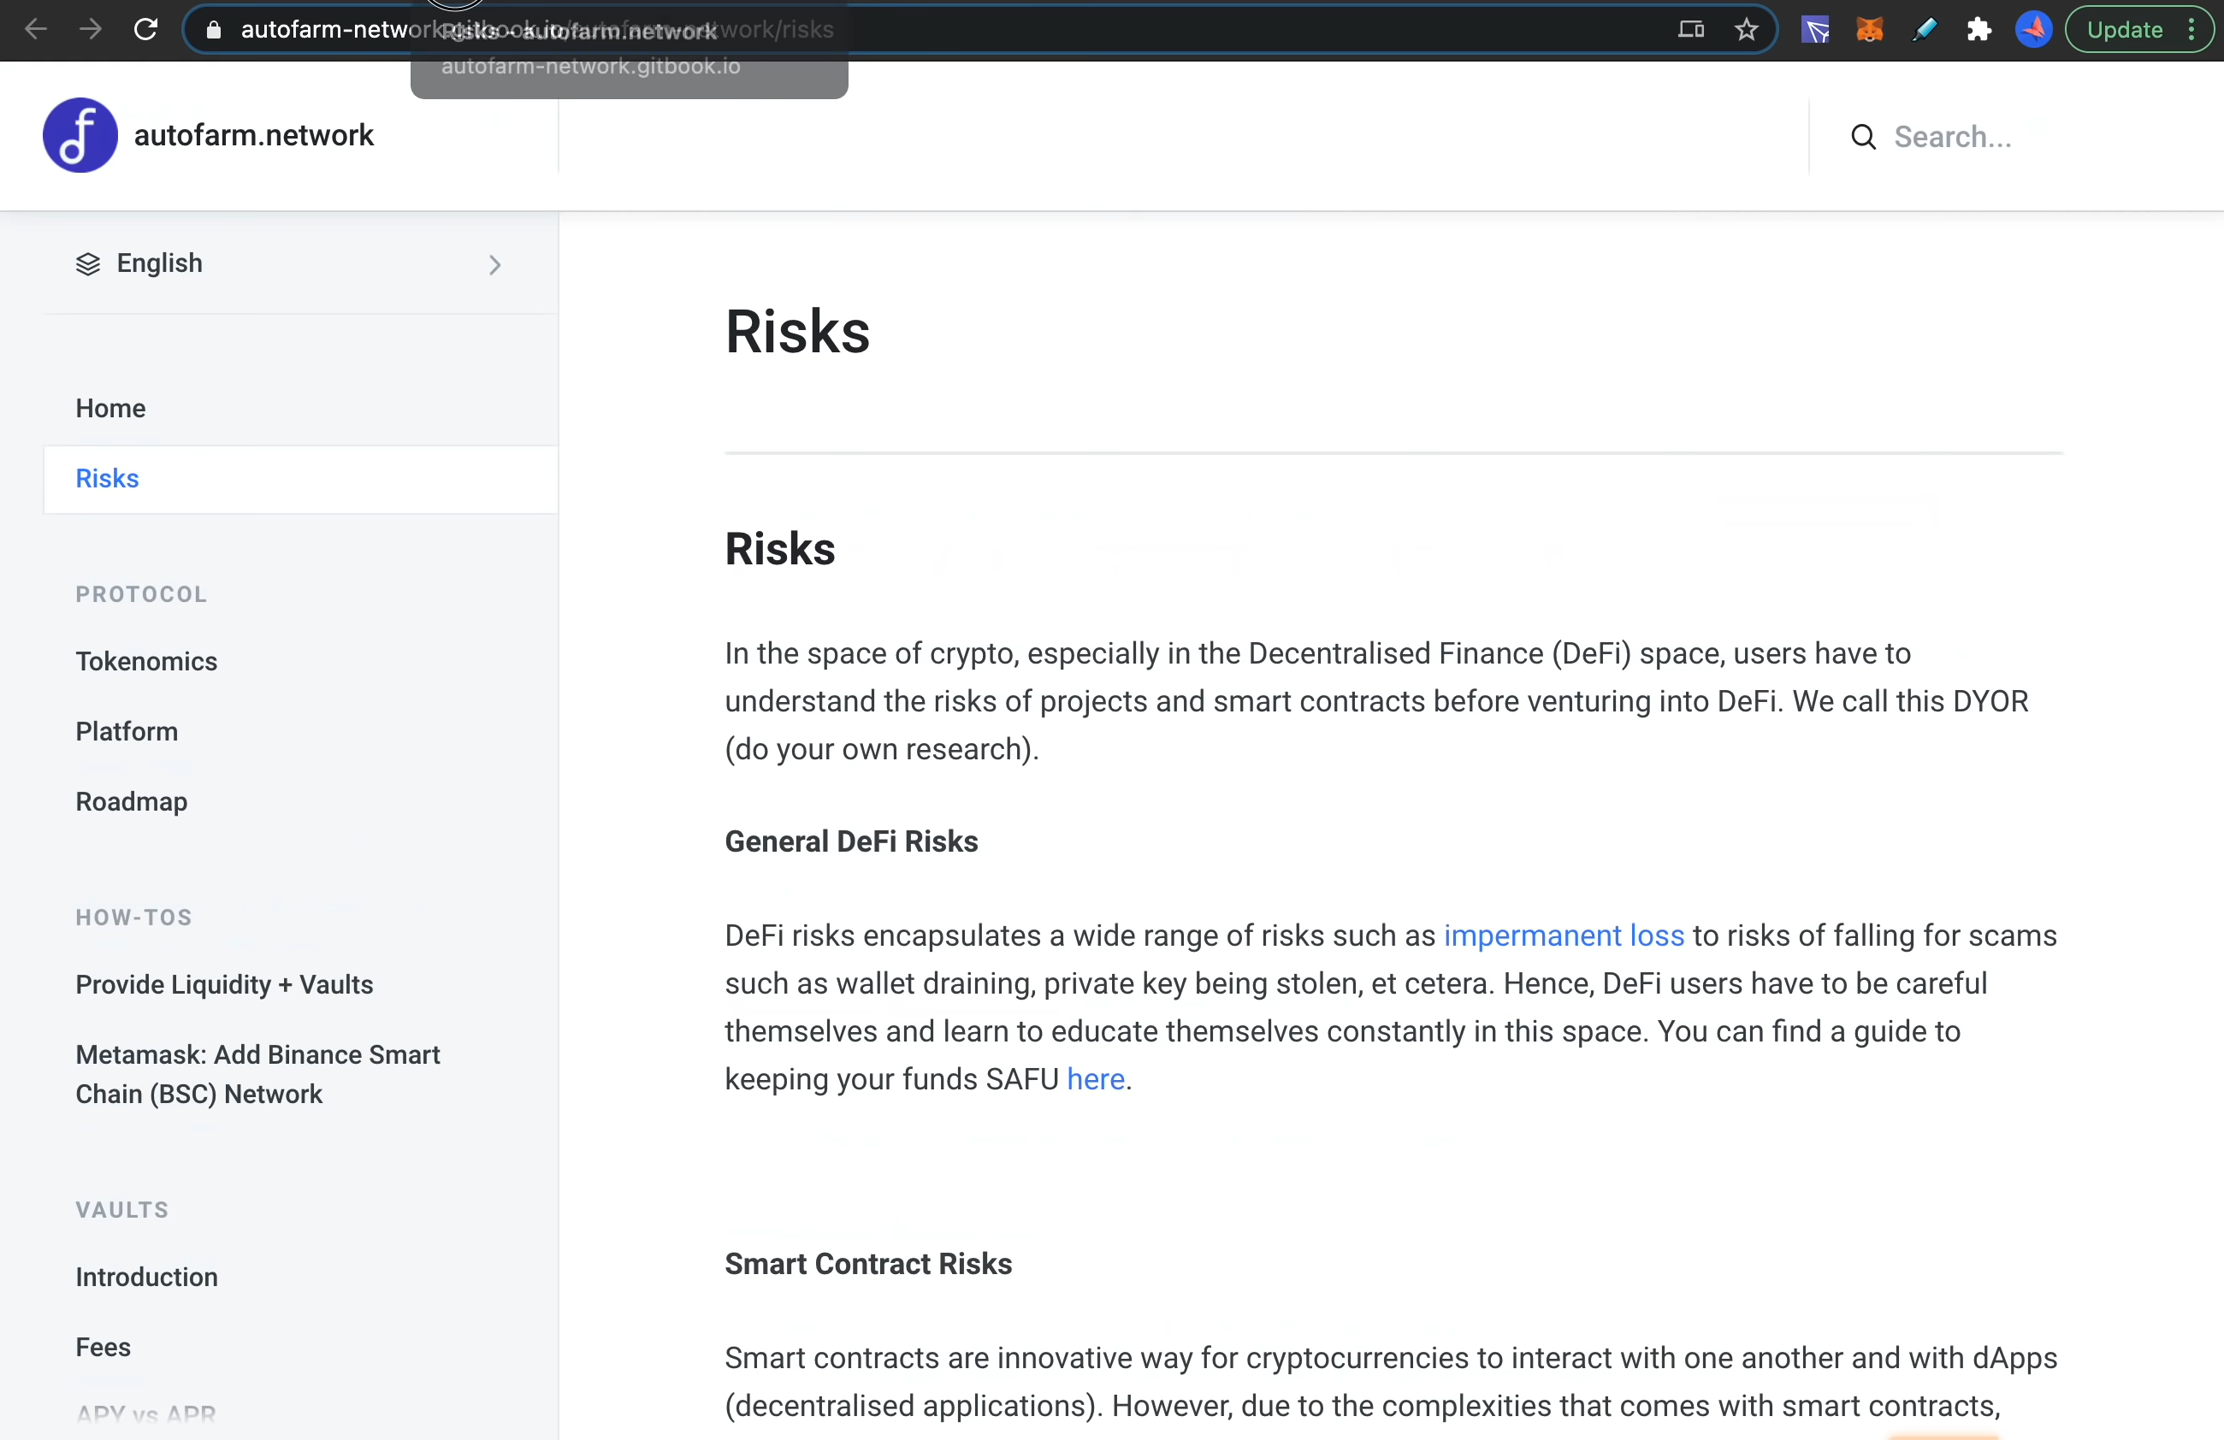 autofarm-network.gitbook.io/autofarm-network/risks
Update
Risks - autofarm.network
autofarm-network.gitbook.io
autofarm.network
Search...
English
Home
Risks
PROTOCOL
Tokenomics
Platform
Roadmap
HOW-TOS
Provide Liquidity + Vaults
Metamask: Add Binance Smart
Chain (BSC) Network
VAULTS
Introduction
Fees
APY vs APR
Risks
Risks
In the space of crypto, especially in the Decentralised Finance (DeFi) space, users have to
understand the risks of projects and smart contracts before venturing into DeFi. We call this DYOR
(do your own research).
General DeFi Risks
DeFi risks encapsulates a wide range of risks such as impermanent loss to risks of falling for scams
such as wallet draining, private key being stolen, et cetera. Hence, DeFi users have to be careful
themselves and learn to educate themselves constantly in this space. You can find a guide to
keeping your funds SAFU here.
Smart Contract Risks
Smart contracts are innovative way for cryptocurrencies to interact with one another and with dApps
(decentralised applications). However, due to the complexities that comes with smart contracts,